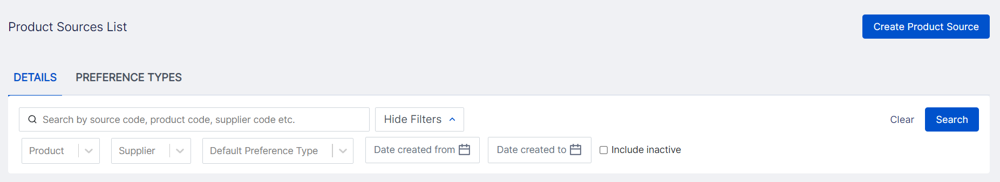 Product Sources List
Create Product Source
DETAILS
PREFERENCE TYPES
Search by source code, product code, supplier code etc.
Hide Filters
Clear
Search
Product
Supplier
Default Preference Type
Date created from
Date created to
Include inactive